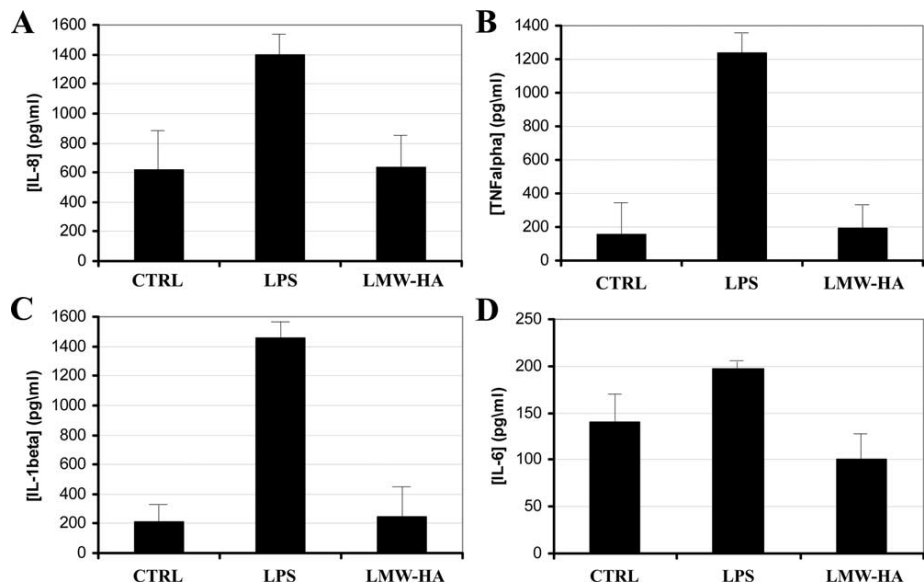 A
[IL-8] (pg\ml)
1600
1400
1200
1000
800
600
400
200
0
CTRL LPS LMW-HA
B
[TNFalpha] (pg\ml)
1400
1200
1000
800
600
400
200
0
CTRL LPS LMW-HA
C
[IL-1beta] (pg\ml)
1600
1400
1200
1000
800
600
400
200
0
CTRL LPS LMW-HA
D
[IL-6] (pg\ml)
250
200
150
100
50
0
CTRL LPS LMW-HA